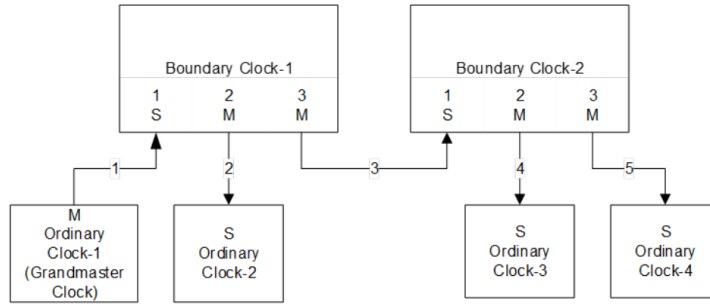 Boundary Clock-1
1 2 3
S M M
Boundary Clock-2
1 2 3
S M M
1
2
3
4
5
M
Ordinary
Clock-1
(Grandmaster
Clock)
S
Ordinary
Clock-2
S
Ordinary
Clock-3
S
Ordinary
Clock-4